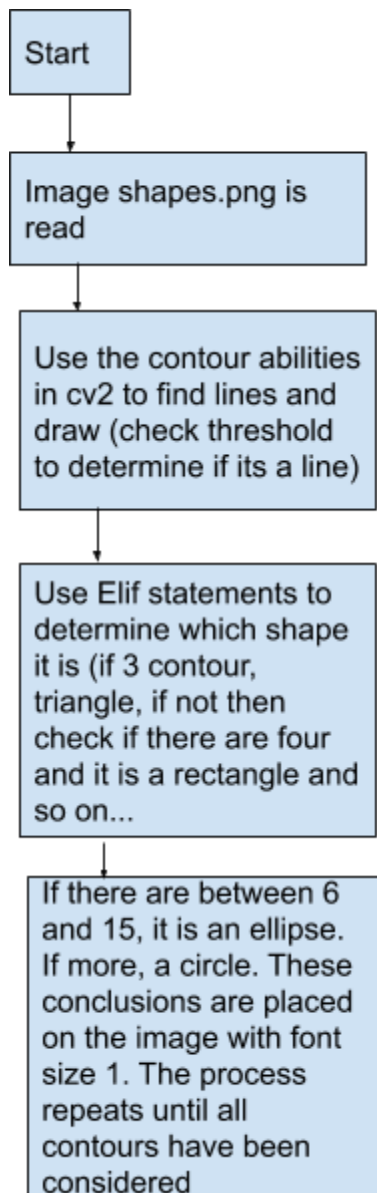 Start
Image shapes.png is
read
Use the contour abilities
in cv2 to find lines and
draw (check threshold
to determine if its a line)
Use Elif statements to
determine which shape
it is (if 3 contour,
triangle, if not then
check if there are four
and it is a rectangle and
so on...
If there are between 6
and 15, it is an ellipse.
If more, a circle. These
conclusions are placed
on the image with font
size 1. The process
repeats until all
contours have been
considered